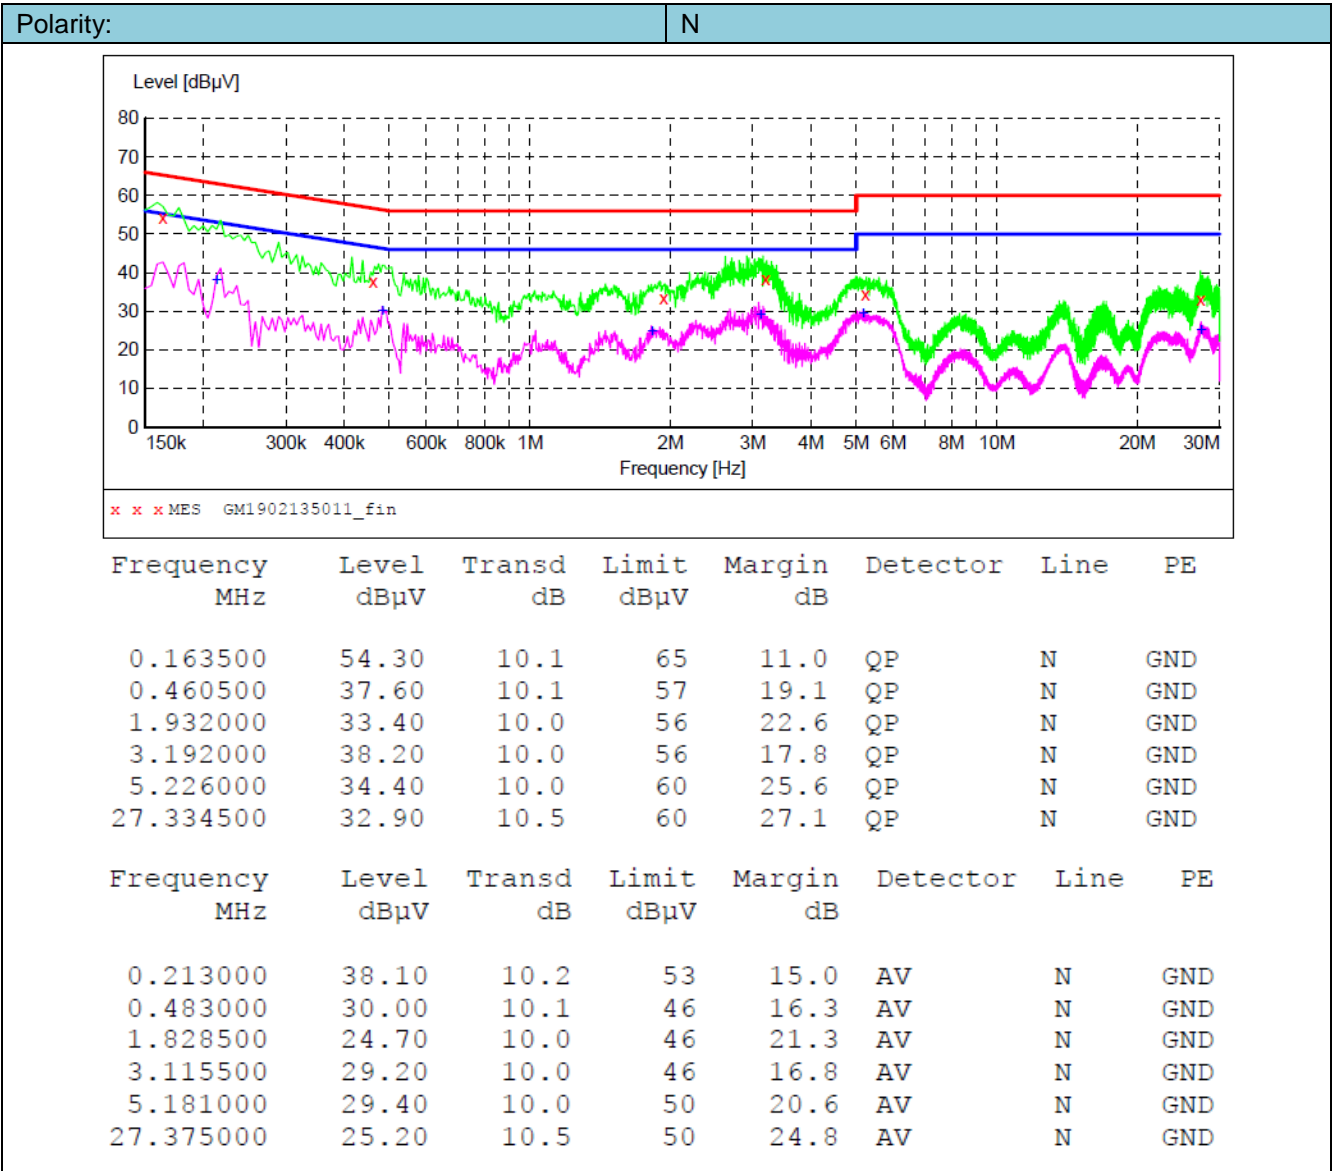 Polarity: N
Level [dBµV]
80
70
60
50
40
30
20
10
0
150k 300k 400k 600k 800k 1M 2M 3M 4M 5M 6M 8M 10M 20M 30M
Frequency [Hz]
x x x MES GM1902135011_fin
Frequency Level Transd Limit Margin Detector Line PE
MHz dBµV dB dBµV dB
0.163500 54.30 10.1 65 11.0 QP N GND
0.460500 37.60 10.1 57 19.1 QP N GND
1.932000 33.40 10.0 56 22.6 QP N GND
3.192000 38.20 10.0 56 17.8 QP N GND
5.226000 34.40 10.0 60 25.6 QP N GND
27.334500 32.90 10.5 60 27.1 QP N GND
Frequency Level Transd Limit Margin Detector Line PE
MHz dBµV dB dBµV dB
0.213000 38.10 10.2 53 15.0 AV N GND
0.483000 30.00 10.1 46 16.3 AV N GND
1.828500 24.70 10.0 46 21.3 AV N GND
3.115500 29.20 10.0 46 16.8 AV N GND
5.181000 29.40 10.0 50 20.6 AV N GND
27.375000 25.20 10.5 50 24.8 AV N GND